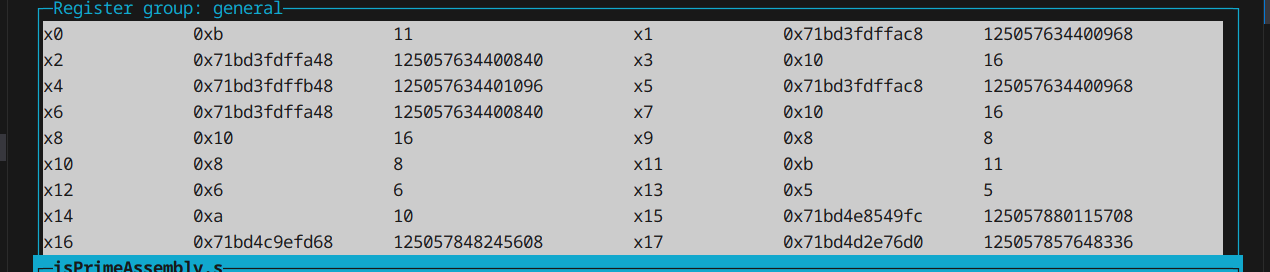 Register group: general
x0 0xb 11 x1 0x71bd3fdffac8 125057634400968
x2 0x71bd3fdffa48 125057634400840 x3 0x10 16
x4 0x71bd3fdffb48 125057634401096 x5 0x71bd3fdffac8 125057634400968
x6 0x71bd3fdffa48 125057634400840 x7 0x10 16
x8 0x10 16 x9 0x8 8
x10 0x8 8 x11 0xb 11
x12 0x6 6 x13 0x5 5
x14 0xa 10 x15 0x71bd4e8549fc 125057880115708
x16 0x71bd4c9efd68 125057848245608 x17 0x71bd4d2e76d0 125057857648336
isPrimeAssembly.s